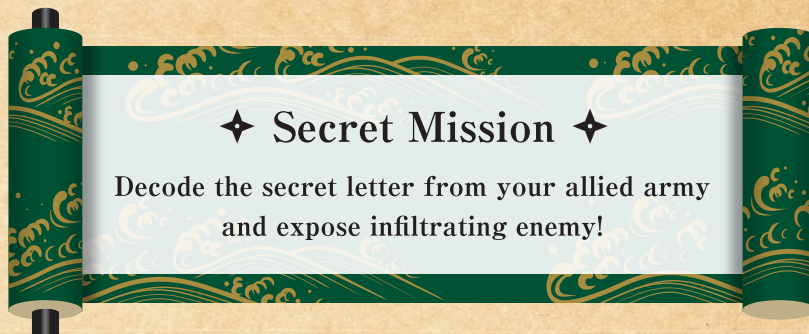 Secret Mission
Decode the secret letter from your allied army
and expose infiltrating enemy!